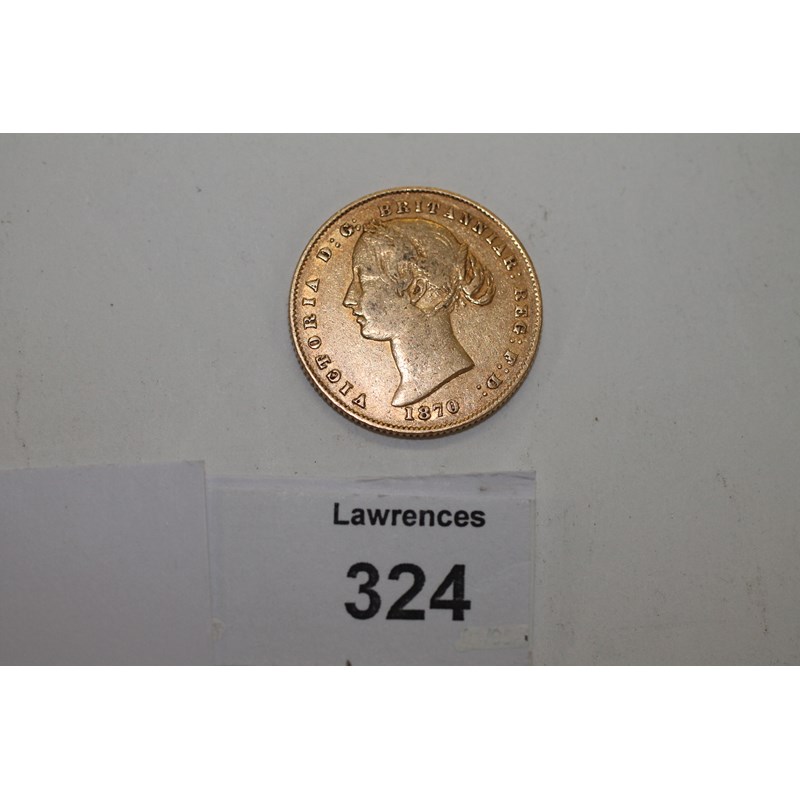 VICTORIA D:G: BRITANNIAR: REG: F: D:
1870
Lawrences
324